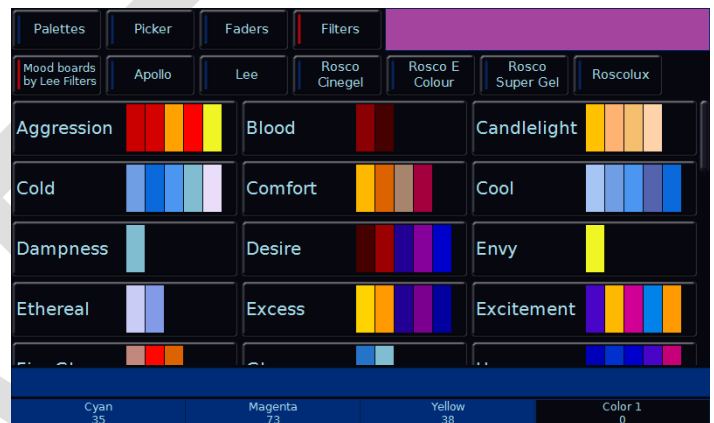 Palettes
Picker
Faders
Filters
Mood boards
by Lee Filters
Apollo
Lee
Rosco
Cinegel
Rosco E
Colour
Rosco
Super Gel
Roscolux
Aggression
Blood
Candlelight
Cold
Comfort
Cool
Dampness
Desire
Envy
Ethereal
Excess
Excitement
Cyan
35
Magenta
73
Yellow
38
Color 1
0